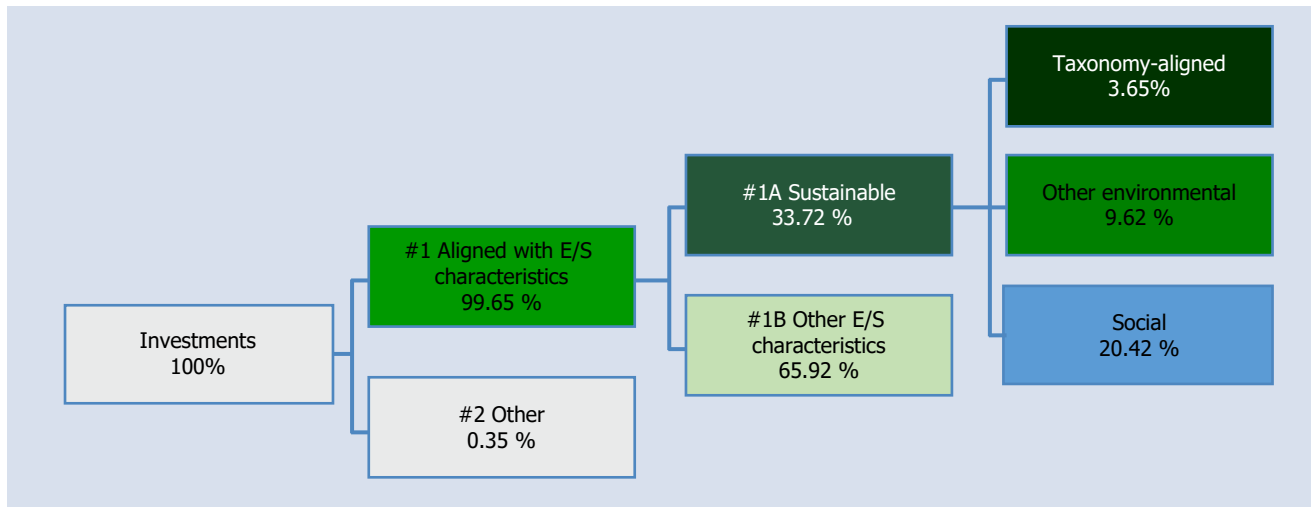 Investments
100%
#1 Aligned with E/S
characteristics
99.65 %
#2 Other
0.35 %
#1A Sustainable
33.72 %
#1B Other E/S
characteristics
65.92 %
Taxonomy-aligned
3.65%
Other environmental
9.62 %
Social
20.42 %